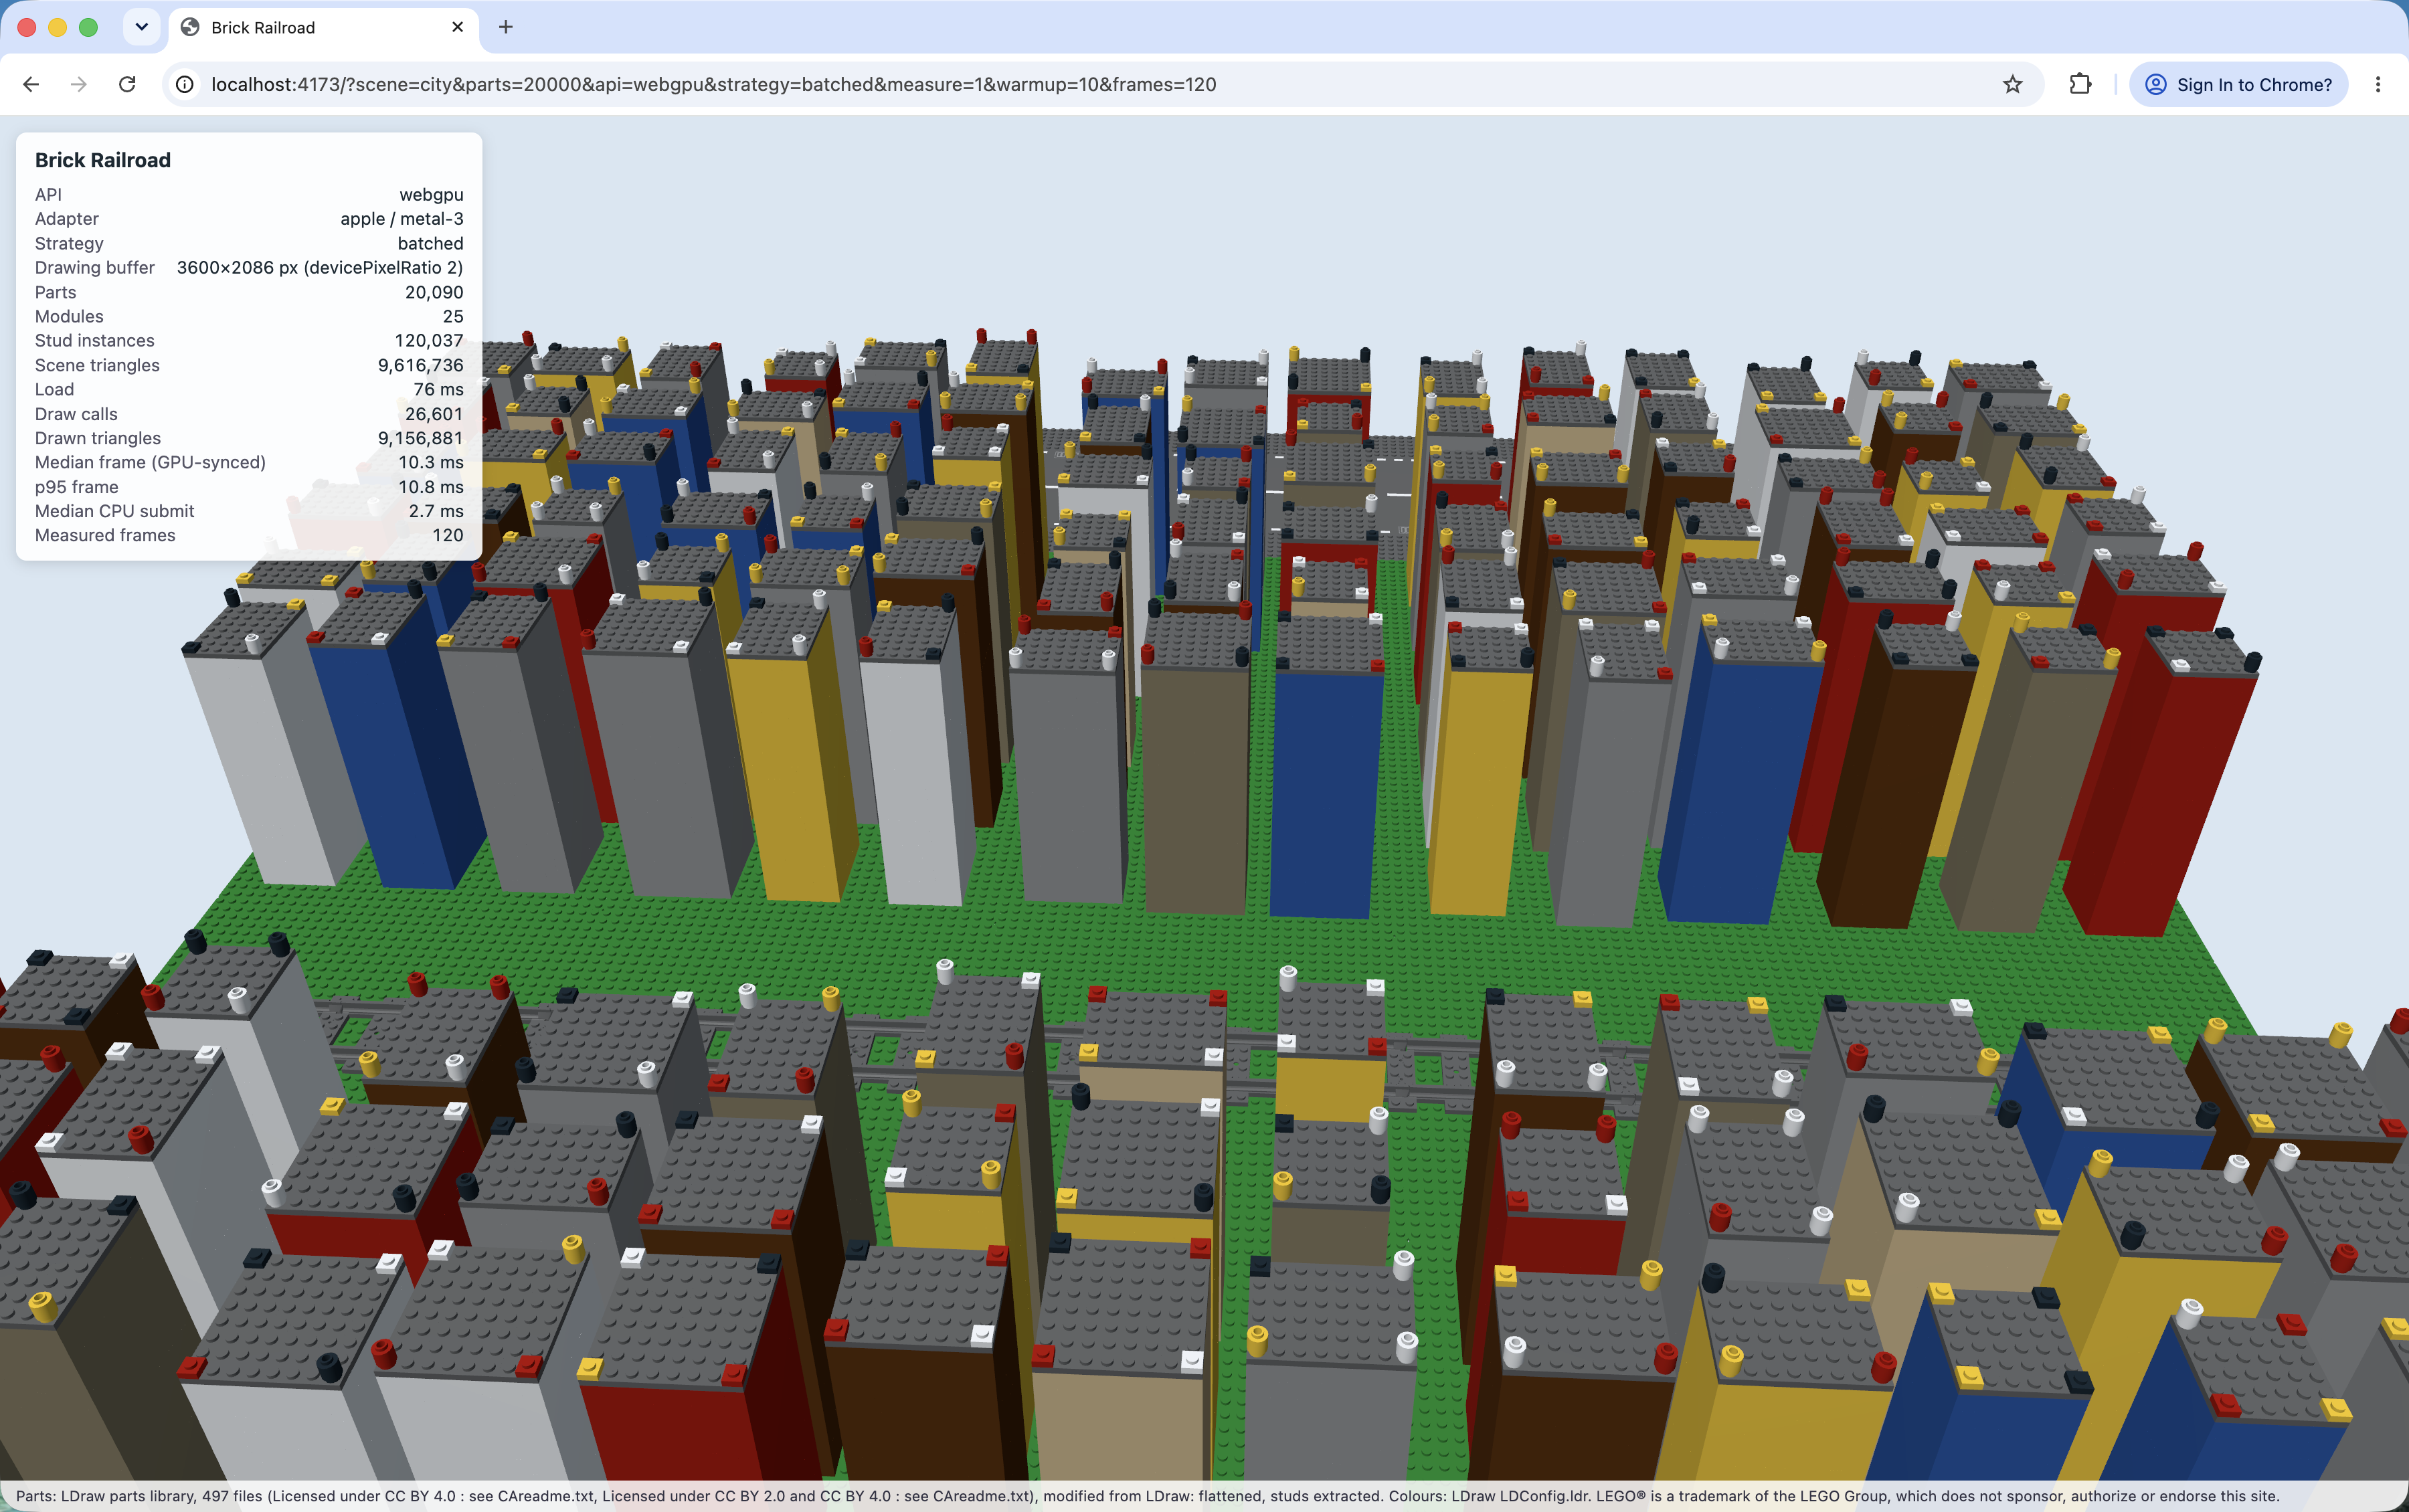 Brick Railroad
localhost:4173/?scene=city&parts=20000&api=webgpu&strategy=batched&measure=1&warmup=10&frames=120
Sign In to Chrome?
Brick Railroad
API webgpu
Adapter apple / metal-3
Strategy batched
Drawing buffer 3600×2086 px (devicePixelRatio 2)
Parts 20,090
Modules 25
Stud instances 120,037
Scene triangles 9,616,736
Load 76 ms
Draw calls 26,601
Drawn triangles 9,156,881
Median frame (GPU-synced) 10.3 ms
p95 frame 10.8 ms
Median CPU submit 2.7 ms
Measured frames 120
Parts: LDraw parts library, 497 files (Licensed under CC BY 4.0 : see CAreadme.txt, Licensed under CC BY 2.0 and CC BY 4.0 : see CAreadme.txt), modified from LDraw: flattened, studs extracted. Colours: LDraw LDConfig.ldr. LEGO® is a trademark of the LEGO Group, which does not sponsor, authorize or endorse this site.